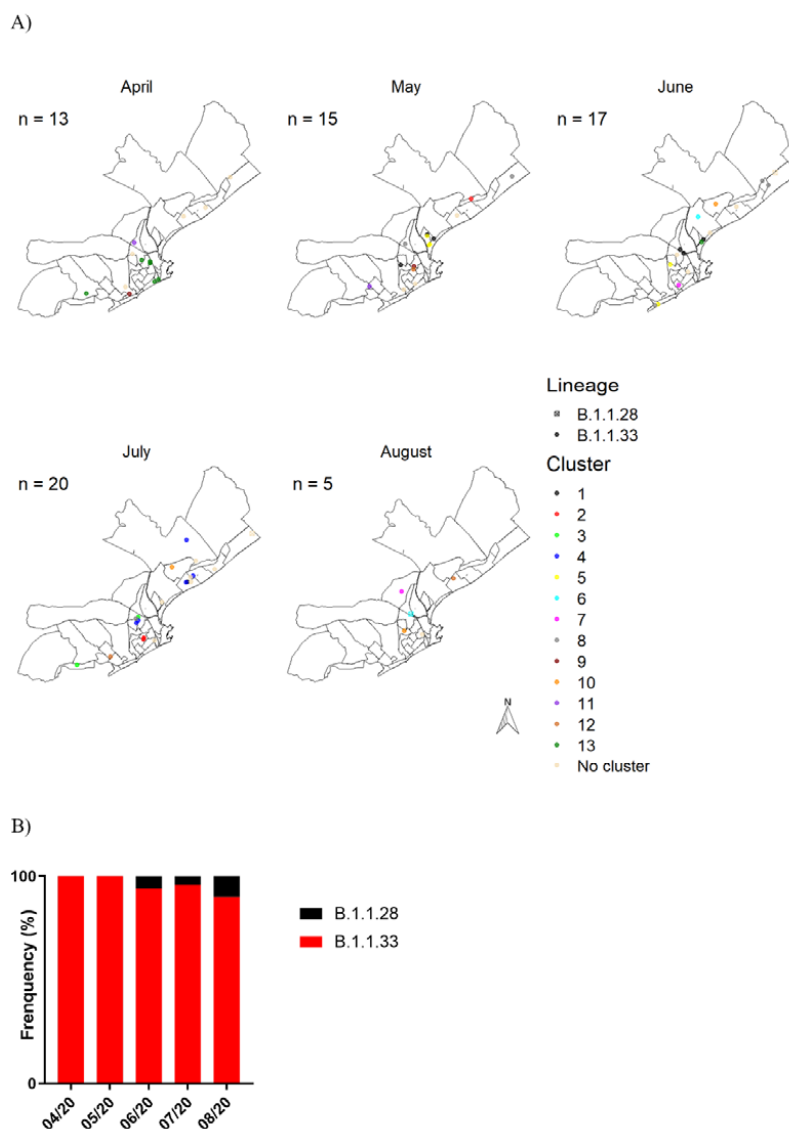 A)
April
May
June
n = 13
n = 15
n = 17
Lineage
B.1.1.28
B.1.1.33
July
August
n = 20
n = 5
Cluster
1
2
3
4
5
6
7
8
9
10
11
12
13
No cluster
N
B)
100
0
Frenquency (%)
04/20
05/20
06/20
07/20
08/20
B.1.1.28
B.1.1.33